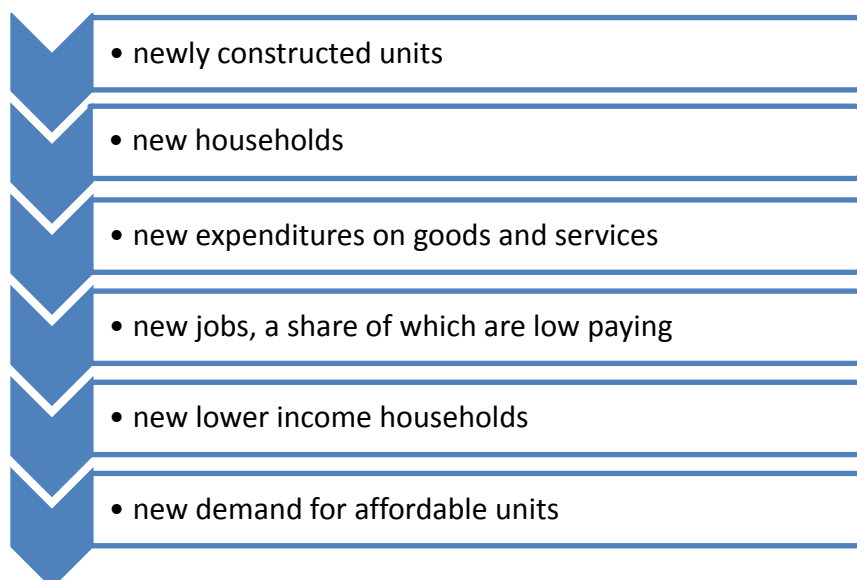 • newly constructed units
• new households
• new expenditures on goods and services
• new jobs, a share of which are low paying
• new lower income households
• new demand for affordable units